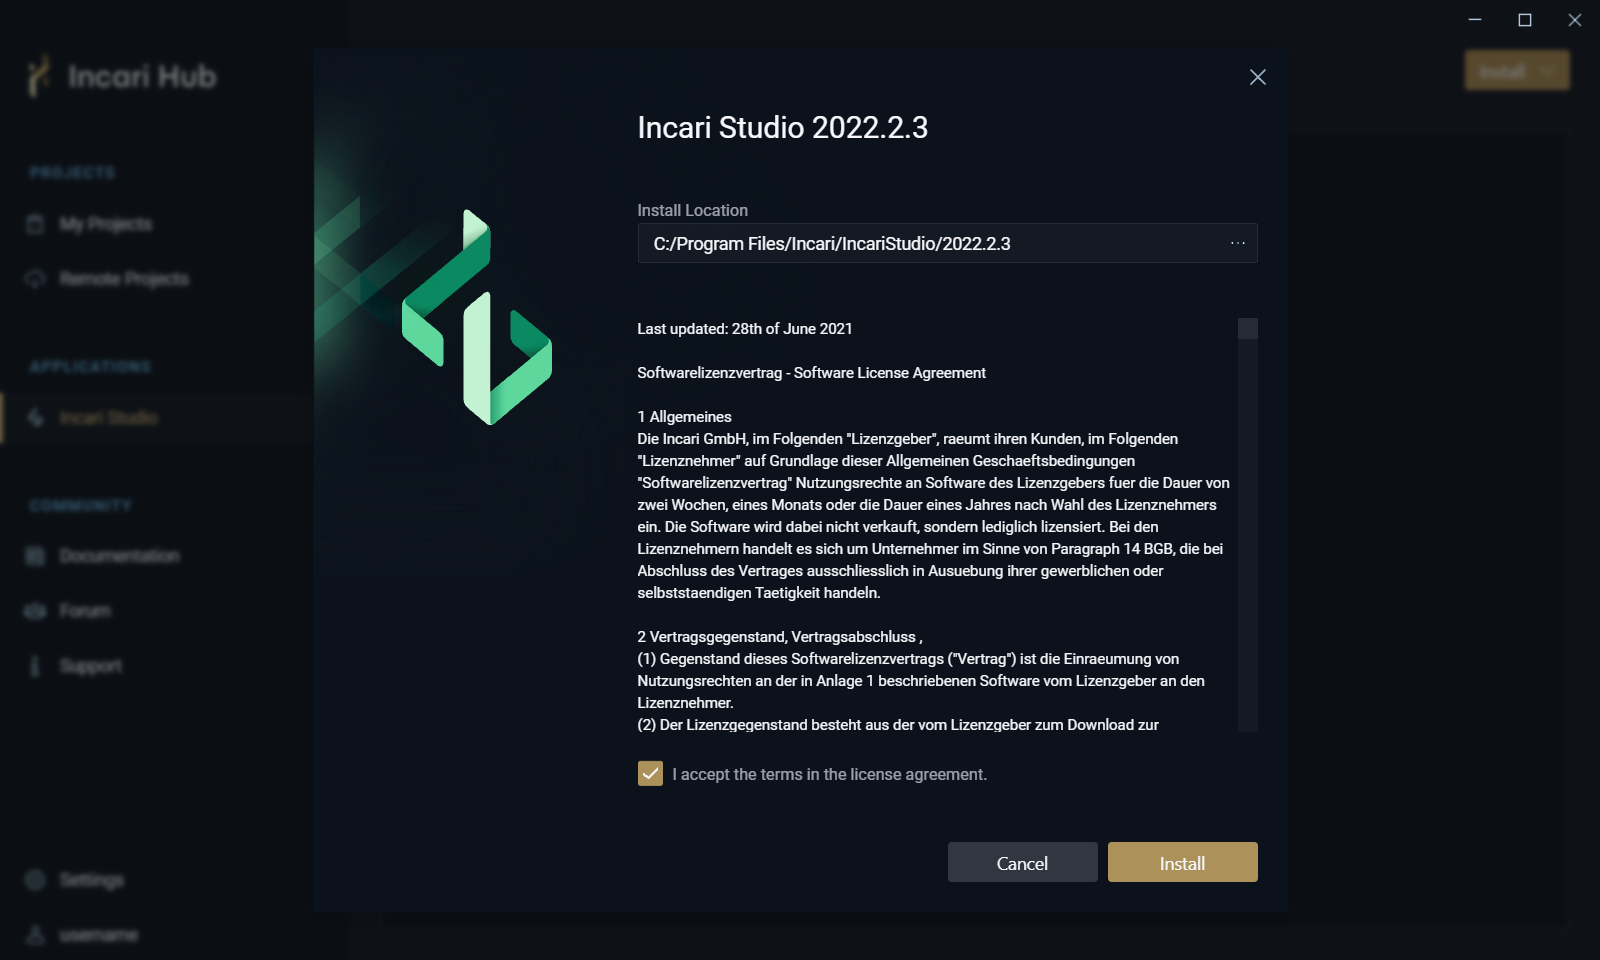 Incari Hub
Install
PROJECTS
My Projects
Remote Projects
APPLICATIONS
Incari Studio
COMMUNITY
Documentation
Forum
Support
Settings
username
Incari Studio 2022.2.3
Install Location
C:/Program Files/Incari/IncariStudio/2022.2.3
...
Last updated: 28th of June 2021
Softwarelizenzvertrag - Software License Agreement
1 Allgemeines
Die Incari GmbH, im Folgenden "Lizenzgeber", raeumt ihren Kunden, im Folgenden
"Lizenznehmer" auf Grundlage dieser Allgemeinen Geschaeftsbedingungen
"Softwarelizenzvertrag" Nutzungsrechte an Software des Lizenzgebers fuer die Dauer von
zwei Wochen, eines Monats oder die Dauer eines Jahres nach Wahl des Lizenznehmers
ein. Die Software wird dabei nicht verkauft, sondern lediglich lizensiert. Bei den
Lizenznehmern handelt es sich um Unternehmer im Sinne von Paragraph 14 BGB, die bei
Abschluss des Vertrages ausschliesslich in Ausuebung ihrer gewerblichen oder
selbststaendigen Taetigkeit handeln.
2 Vertragsgegenstand, Vertragsabschluss ,
(1) Gegenstand dieses Softwarelizenzvertrags ("Vertrag") ist die Einraeumung von
Nutzungsrechten an der in Anlage 1 beschriebenen Software vom Lizenzgeber an den
Lizenznehmer.
(2) Der Lizenzgegenstand besteht aus der vom Lizenzgeber zum Download zur
I accept the terms in the license agreement.
Cancel
Install